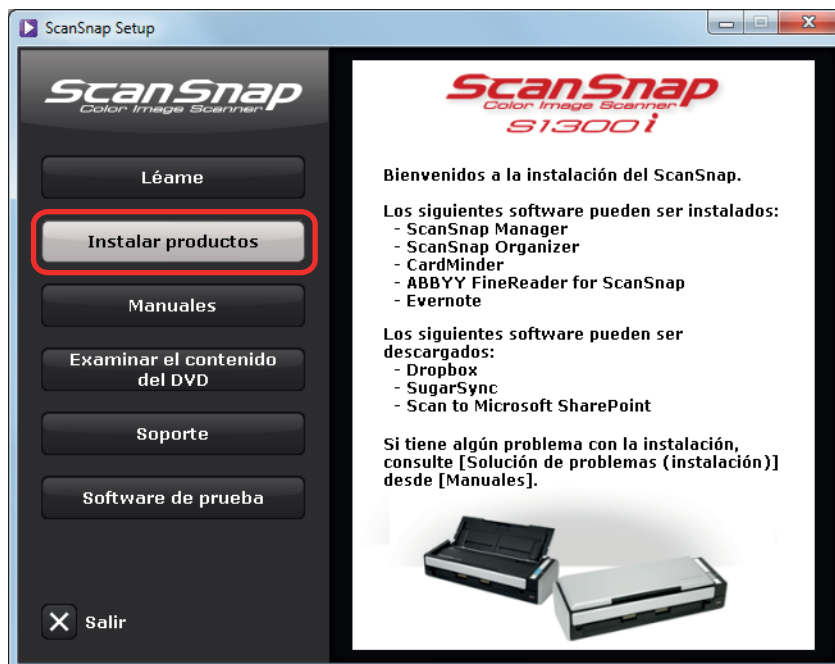 ScanSnap Setup
ScanSnap
Color Image Scanner
Léame
Instalar productos
Manuales
Examinar el contenido
del DVD
Soporte
Software de prueba
Salir
ScanSnap
Color Image Scanner
S1300i
Bienvenidos a la instalación del ScanSnap.
Los siguientes software pueden ser instalados:
- ScanSnap Manager
- ScanSnap Organizer
- CardMinder
- ABBYY FineReader for ScanSnap
- Evernote
Los siguientes software pueden ser
descargados:
- Dropbox
- SugarSync
- Scan to Microsoft SharePoint
Si tiene algún problema con la instalación,
consulte [Solución de problemas (instalación)]
desde [Manuales].